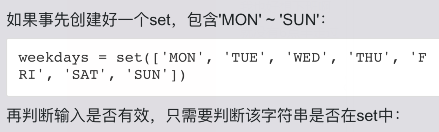 如果事先创建好一个set，包含'MON' ~ 'SUN'：
weekdays = set(['MON', 'TUE', 'WED', 'THU', 'F
RI', 'SAT', 'SUN'])
再判断输入是否有效，只需要判断该字符串是否在set中：